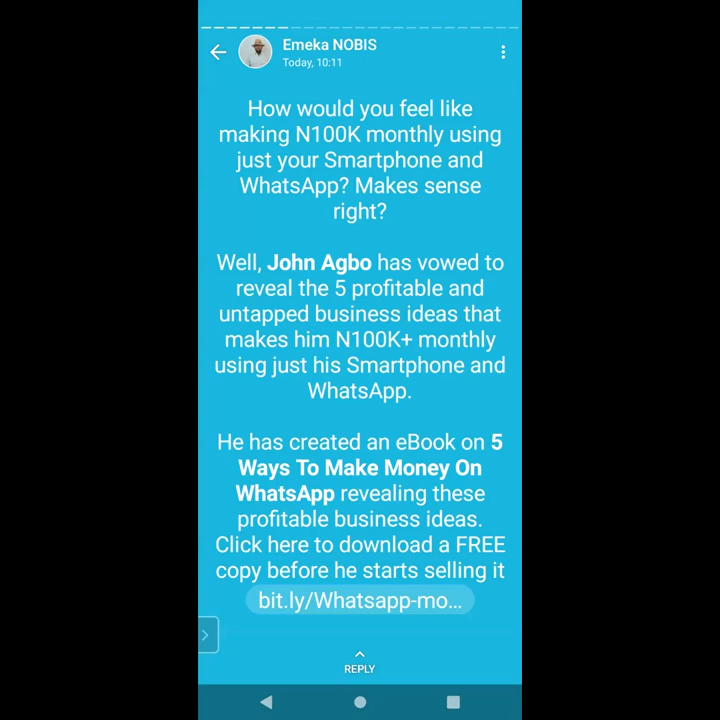 Emeka NOBIS
Today, 10:11
How would you feel like
making N100K monthly using
just your Smartphone and
WhatsApp? Makes sense
right?
Well, John Agbo has vowed to
reveal the 5 profitable and
untapped business ideas that
makes him N100K+ monthly
using just his Smartphone and
WhatsApp.
He has created an eBook on 5
Ways To Make Money On
WhatsApp revealing these
profitable business ideas.
Click here to download a FREE
copy before he starts selling it
bit.ly/Whatsapp-mo...
REPLY